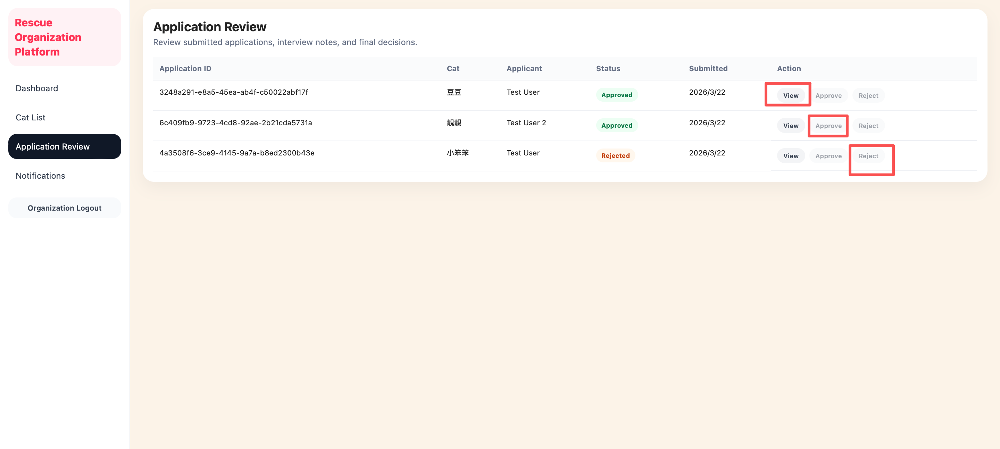 Rescue
Organization
Platform
Dashboard
Cat List
Application Review
Notifications
Organization Logout
Application Review
Review submitted applications, interview notes, and final decisions.
Application ID Cat Applicant Status Submitted Action
3248a291-e8a5-45ea-ab4f-c50022abf17f 豆豆 Test User Approved 2026/3/22 View Approve Reject
6c409fb9-9723-4cd8-92ae-2b21cda5731a 靚靚 Test User 2 Approved 2026/3/22 View Approve Reject
4a3508f6-3ce9-4145-9a7a-b8ed2300b43e 小笨笨 Test User Rejected 2026/3/22 View Approve Reject